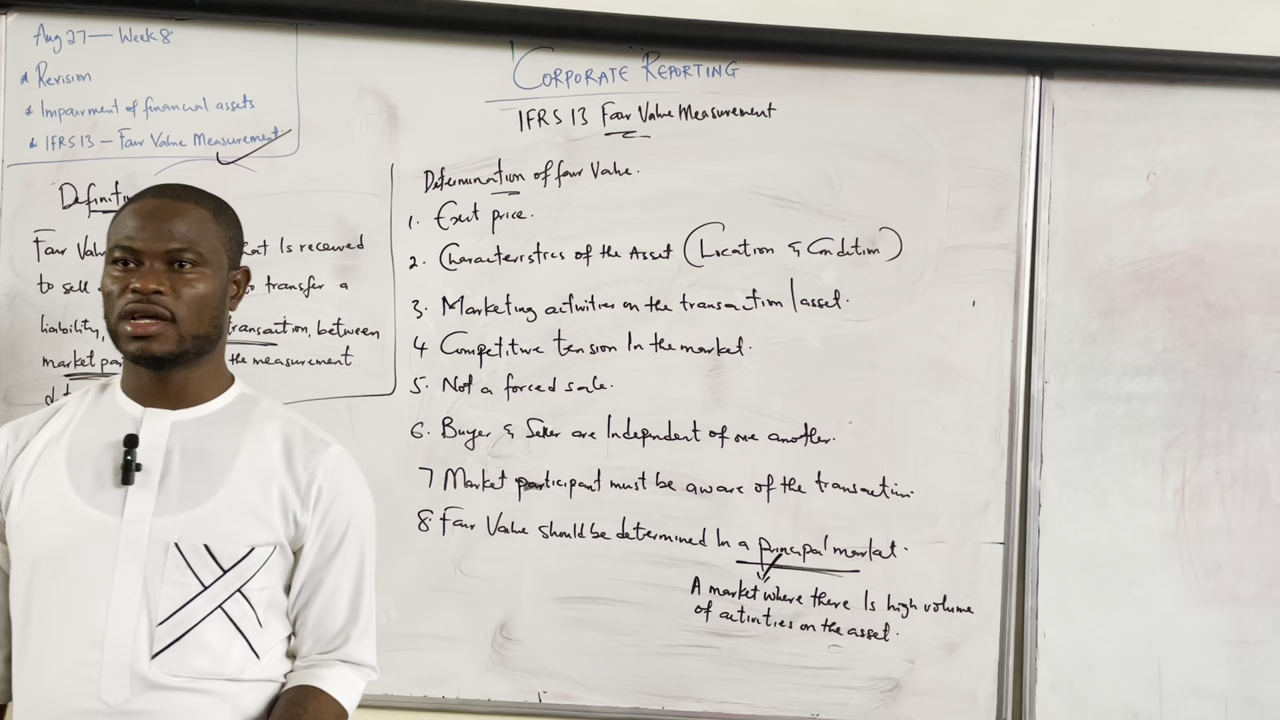 Aug 27 — Week 8
Revision
Impairment of financial assets
IFRS 13 – Fair Value Measurement
CORPORATE REPORTING
IFRS 13 Fair Value Measurement
Fair Val
is received
to sell
to transfer a
liability,
transaction, between
market
the measurement
Determination of fair Value.
1. Exit price.
2. Characteristics of the Asset (Location & Condition)
3. Marketing activities on the transaction / asset.
4 Competitive tension In the market.
5. Not a forced sale.
6. Buyer & Seller are Independent of one another.
7 Market participant must be aware of the transaction.
8. Fair Value should be determined In a principal market.
A market where there Is high volume
of activities on the asset.